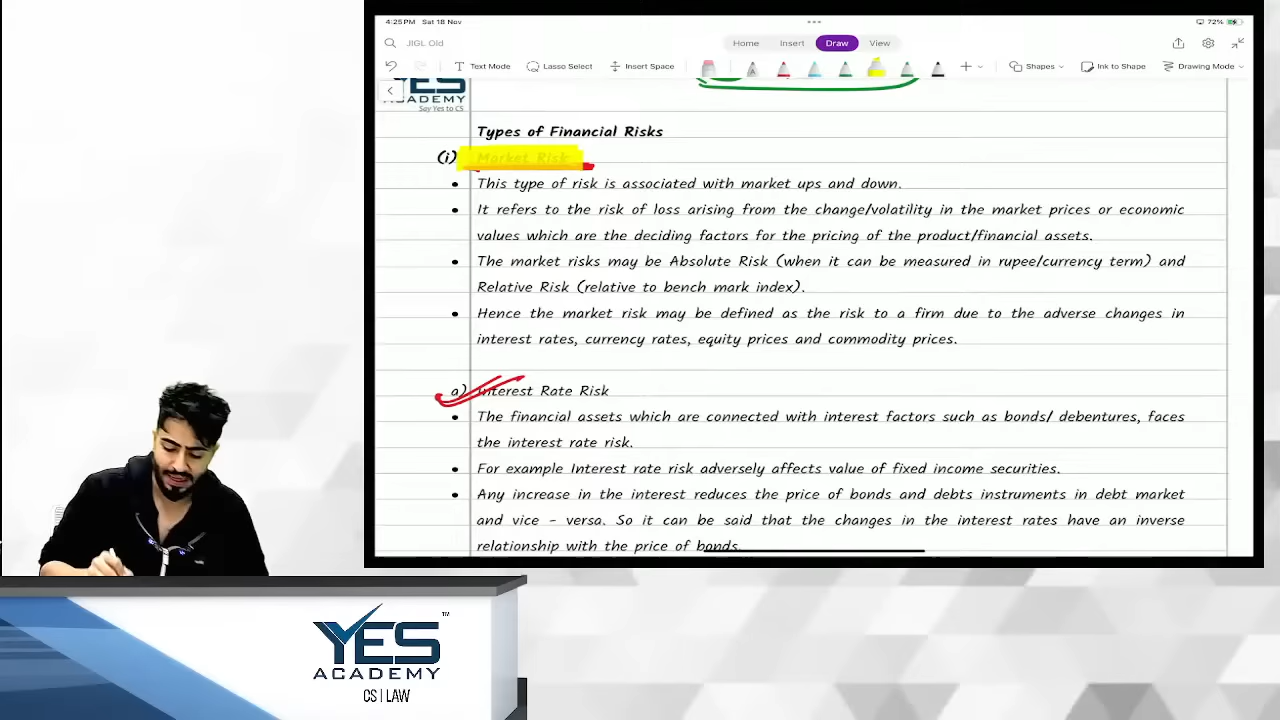 4:25 PM Sat 18 Nov
72%
JIGL Old
Home Insert Draw View
Text Mode Lasso Select Insert Space Shapes Ink to Shape Drawing Mode
YES
ACADEMY
Say Yes to CS
Types of Financial Risks
(i) Market Risk
• This type of risk is associated with market ups and down.
• It refers to the risk of loss arising from the change/volatility in the market prices or economic
values which are the deciding factors for the pricing of the product/financial assets.
• The market risks may be Absolute Risk (when it can be measured in rupee/currency term) and
Relative Risk (relative to bench mark index).
• Hence the market risk may be defined as the risk to a firm due to the adverse changes in
interest rates, currency rates, equity prices and commodity prices.
a) Interest Rate Risk
• The financial assets which are connected with interest factors such as bonds/ debentures, faces
the interest rate risk.
• For example Interest rate risk adversely affects value of fixed income securities.
• Any increase in the interest reduces the price of bonds and debts instruments in debt market
and vice - versa. So it can be said that the changes in the interest rates have an inverse
relationship with the price of bonds.
YES TM
ACADEMY
CS | LAW